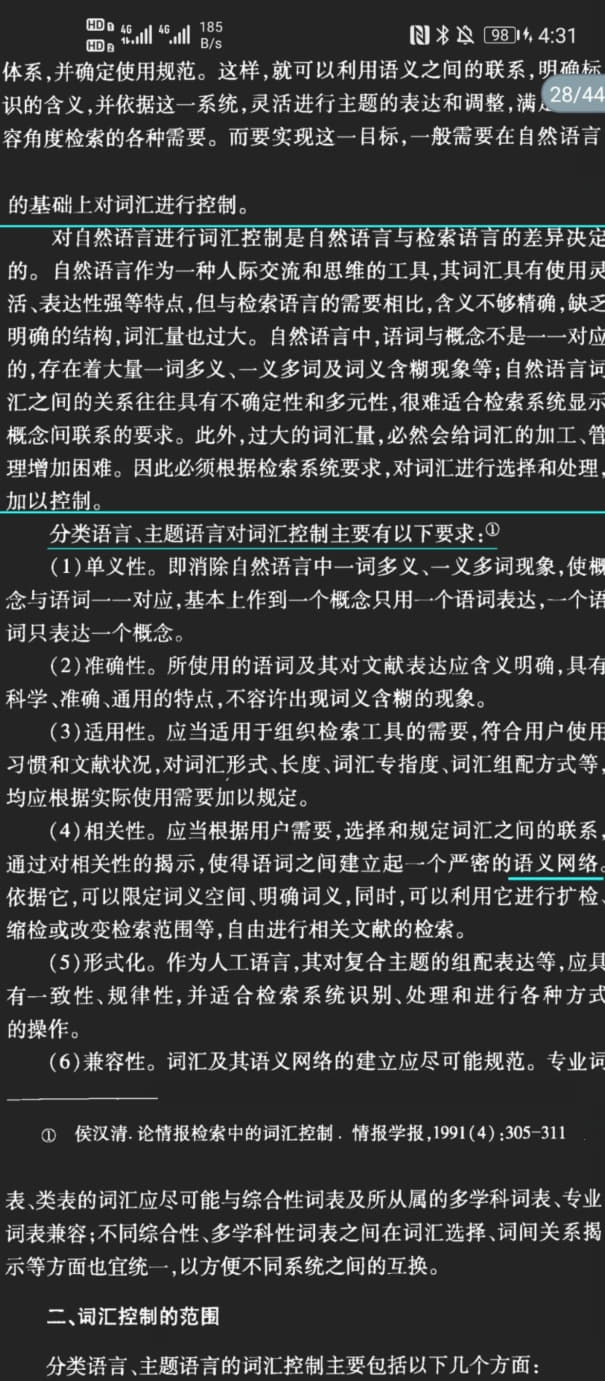 HD 1 4G 4G 185 98 4:31
HD 2 B/s
体系,并确定使用规范。这样,就可以利用语义之间的联系,明确标
28/44
识的含义,并依据这一系统,灵活进行主题的表达和调整,满
容角度检索的各种需要。而要实现这一目标,一般需要在自然语言
的基础上对词汇进行控制。
对自然语言进行词汇控制是自然语言与检索语言的差异决定
的。自然语言作为一种人际交流和思维的工具,其词汇具有使用灵
活、表达性强等特点,但与检索语言的需要相比,含义不够精确,缺乏
明确的结构,词汇量也过大。自然语言中,语词与概念不是一一对应
的,存在着大量一词多义、一义多词及词义含糊现象等;自然语言词
汇之间的关系往往具有不确定性和多元性,很难适合检索系统显示
概念间联系的要求。此外,过大的词汇量,必然会给词汇的加工、管
理增加困难。因此必须根据检索系统要求,对词汇进行选择和处理,
加以控制。
分类语言、主题语言对词汇控制主要有以下要求:①
(1)单义性。即消除自然语言中一词多义、一义多词现象,使概
念与语词一一对应,基本上作到一个概念只用一个语词表达,一个语
词只表达一个概念。
(2)准确性。所使用的语词及其对文献表达应含义明确,具有
科学、准确、通用的特点,不容许出现词义含糊的现象。
(3)适用性。应当适用于组织检索工具的需要,符合用户使用
习惯和文献状况,对词汇形式、长度、词汇专指度、词汇组配方式等,
均应根据实际使用需要加以规定。
(4)相关性。应当根据用户需要,选择和规定词汇之间的联系,
通过对相关性的揭示,使得语词之间建立起一个严密的语义网络。
依据它,可以限定词义空间、明确词义,同时,可以利用它进行扩检、
缩检或改变检索范围等,自由进行相关文献的检索。
(5)形式化。作为人工语言,其对复合主题的组配表达等,应具
有一致性、规律性,并适合检索系统识别、处理和进行各种方式
的操作。
(6)兼容性。词汇及其语义网络的建立应尽可能规范。专业词
① 侯汉清. 论情报检索中的词汇控制. 情报学报,1991(4):305-311
表、类表的词汇应尽可能与综合性词表及所从属的多学科词表、专业
词表兼容;不同综合性、多学科性词表之间在词汇选择、词间关系揭
示等方面也宜统一,以方便不同系统之间的互换。
二、词汇控制的范围
分类语言、主题语言的词汇控制主要包括以下几个方面: